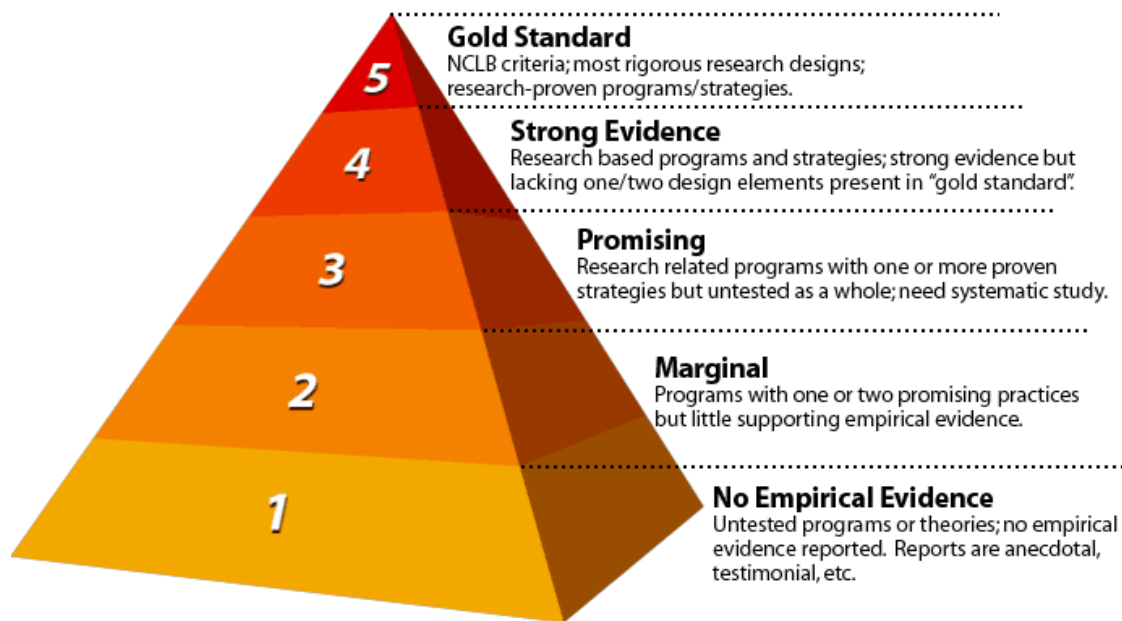 5
Gold Standard
NCLB criteria; most rigorous research designs;
research-proven programs/strategies.
4
Strong Evidence
Research based programs and strategies; strong evidence but
lacking one/two design elements present in “gold standard”.
3
Promising
Research related programs with one or more proven
strategies but untested as a whole; need systematic study.
2
Marginal
Programs with one or two promising practices
but little supporting empirical evidence.
1
No Empirical Evidence
Untested programs or theories; no empirical
evidence reported. Reports are anecdotal,
testimonial, etc.